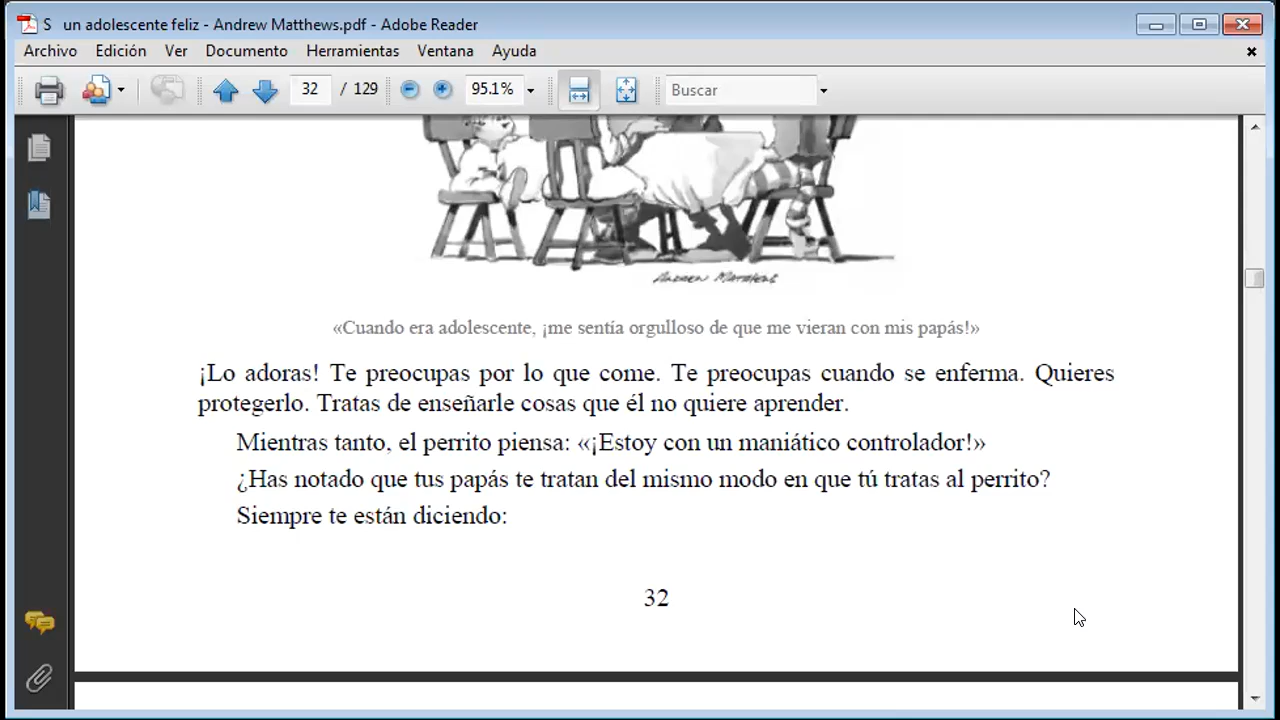 S un adolescente feliz - Andrew Matthews.pdf - Adobe Reader
Archivo Edición Ver Documento Herramientas Ventana Ayuda
32 / 129 95.1% Buscar
ANDREW MATTHEWS
«Cuando era adolescente, ¡me sentía orgulloso de que me vieran con mis papás!»
¡Lo adoras! Te preocupas por lo que come. Te preocupas cuando se enferma. Quieres
protegerlo. Tratas de enseñarle cosas que él no quiere aprender.
Mientras tanto, el perrito piensa: «¡Estoy con un maniático controlador!»
¿Has notado que tus papás te tratan del mismo modo en que tú tratas al perrito?
Siempre te están diciendo:
32